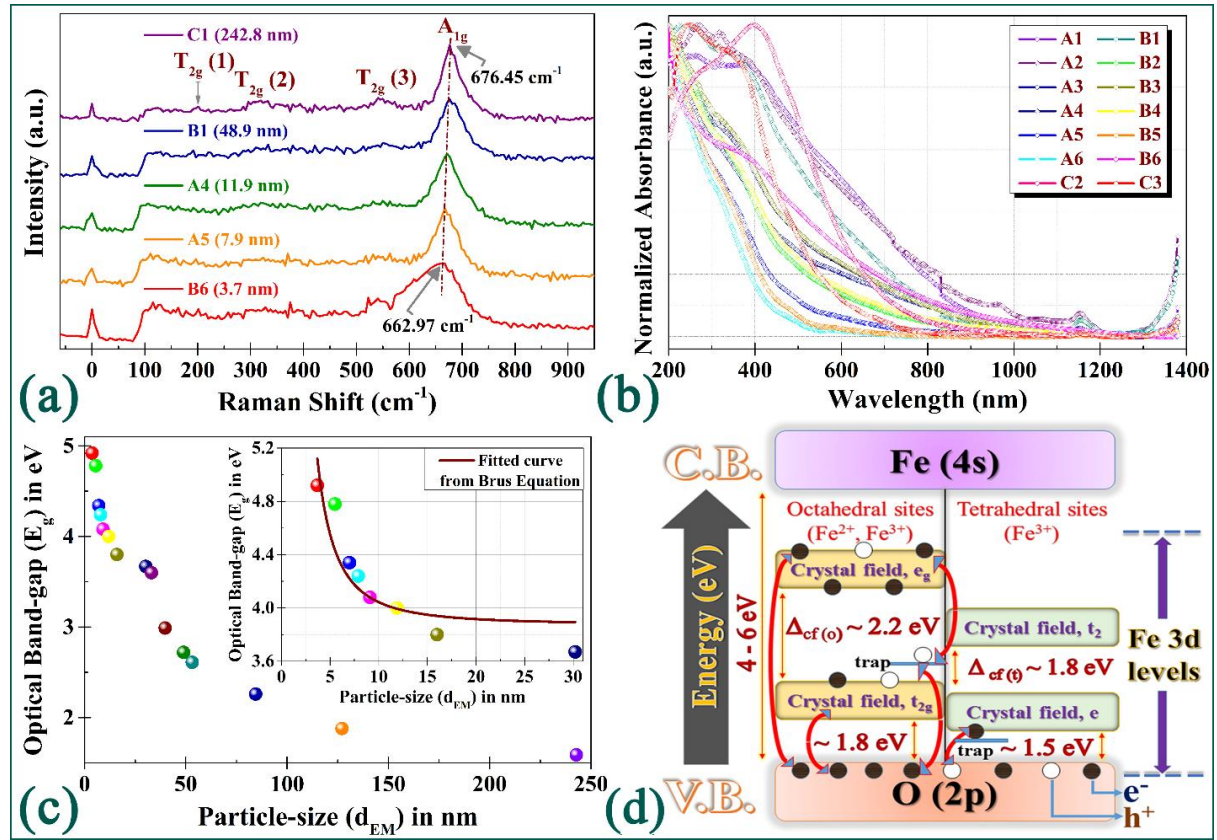 C1 (242.8 nm)
A1g
T2g (1)
T2g (2)
T2g (3)
676.45 cm-1
B1 (48.9 nm)
A4 (11.9 nm)
A5 (7.9 nm)
B6 (3.7 nm)
662.97 cm-1
Intensity (a.u.)
0 100 200 300 400 500 600 700 800 900
Raman Shift (cm-1)
(a)
Normalized Absorbance (a.u.)
A1 B1
A2 B2
A3 B3
A4 B4
A5 B5
A6 B6
C2 C3
200 400 600 800 1000 1200 1400
Wavelength (nm)
(b)
Optical Band-gap (Eg) in eV
5
4
3
2
0 50 100 150 200 250
Particle-size (dEM) in nm
(c)
Optical Band-gap (Eg) in eV
5.2
4.8
4.4
4.0
3.6
0 5 10 15 20 25 30
Particle-size (dEM) in nm
Fitted curve
from Brus Equation
C.B.
Fe (4s)
Energy (eV)
4 - 6 eV
Octahedral sites
(Fe2+, Fe3+)
Tetrahedral sites
(Fe3+)
Crystal field, eg
Crystal field, t2
Δcf (o) ~ 2.2 eV
trap
Δcf (t) ~ 1.8 eV
Fe 3d
levels
Crystal field, t2g
Crystal field, e
~ 1.8 eV
trap
~ 1.5 eV
V.B.
O (2p)
e-
h+
(d)